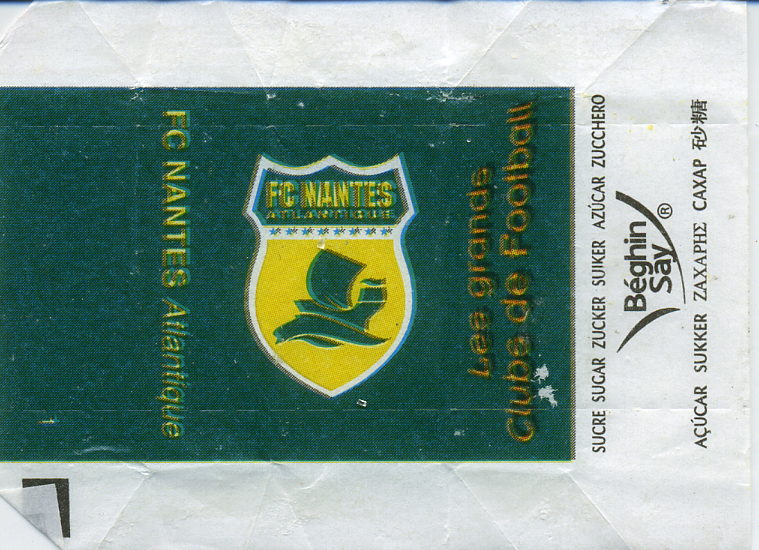 Les grands
Clubs de Football
FC NANTES
ATLANTIQUE
FC NANTES Atlantique
SUCRE SUGAR ZUCKER SUIKER AZÚCAR ZUCCHERO
Béghin
Say ®
AÇÚCAR SUKKER ΖΑΧΑΡΗΣ CAXAP 砂糖